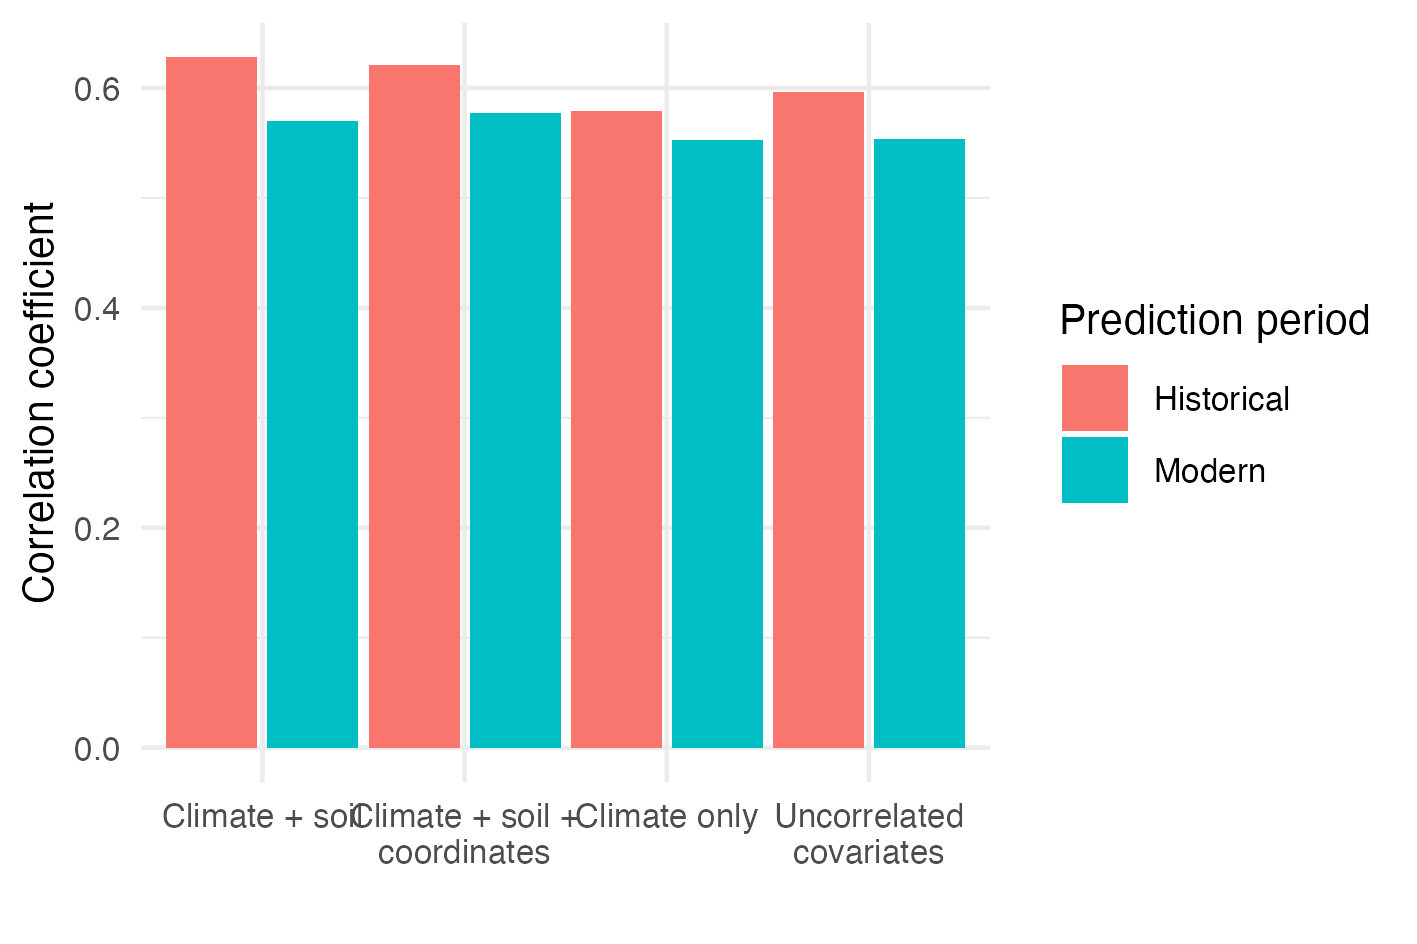 Correlation coefficient
0.6
0.4
0.2
0.0
Climate + soil
Climate + soil +
coordinates
Climate only
Uncorrelated
covariates
Prediction period
Historical
Modern